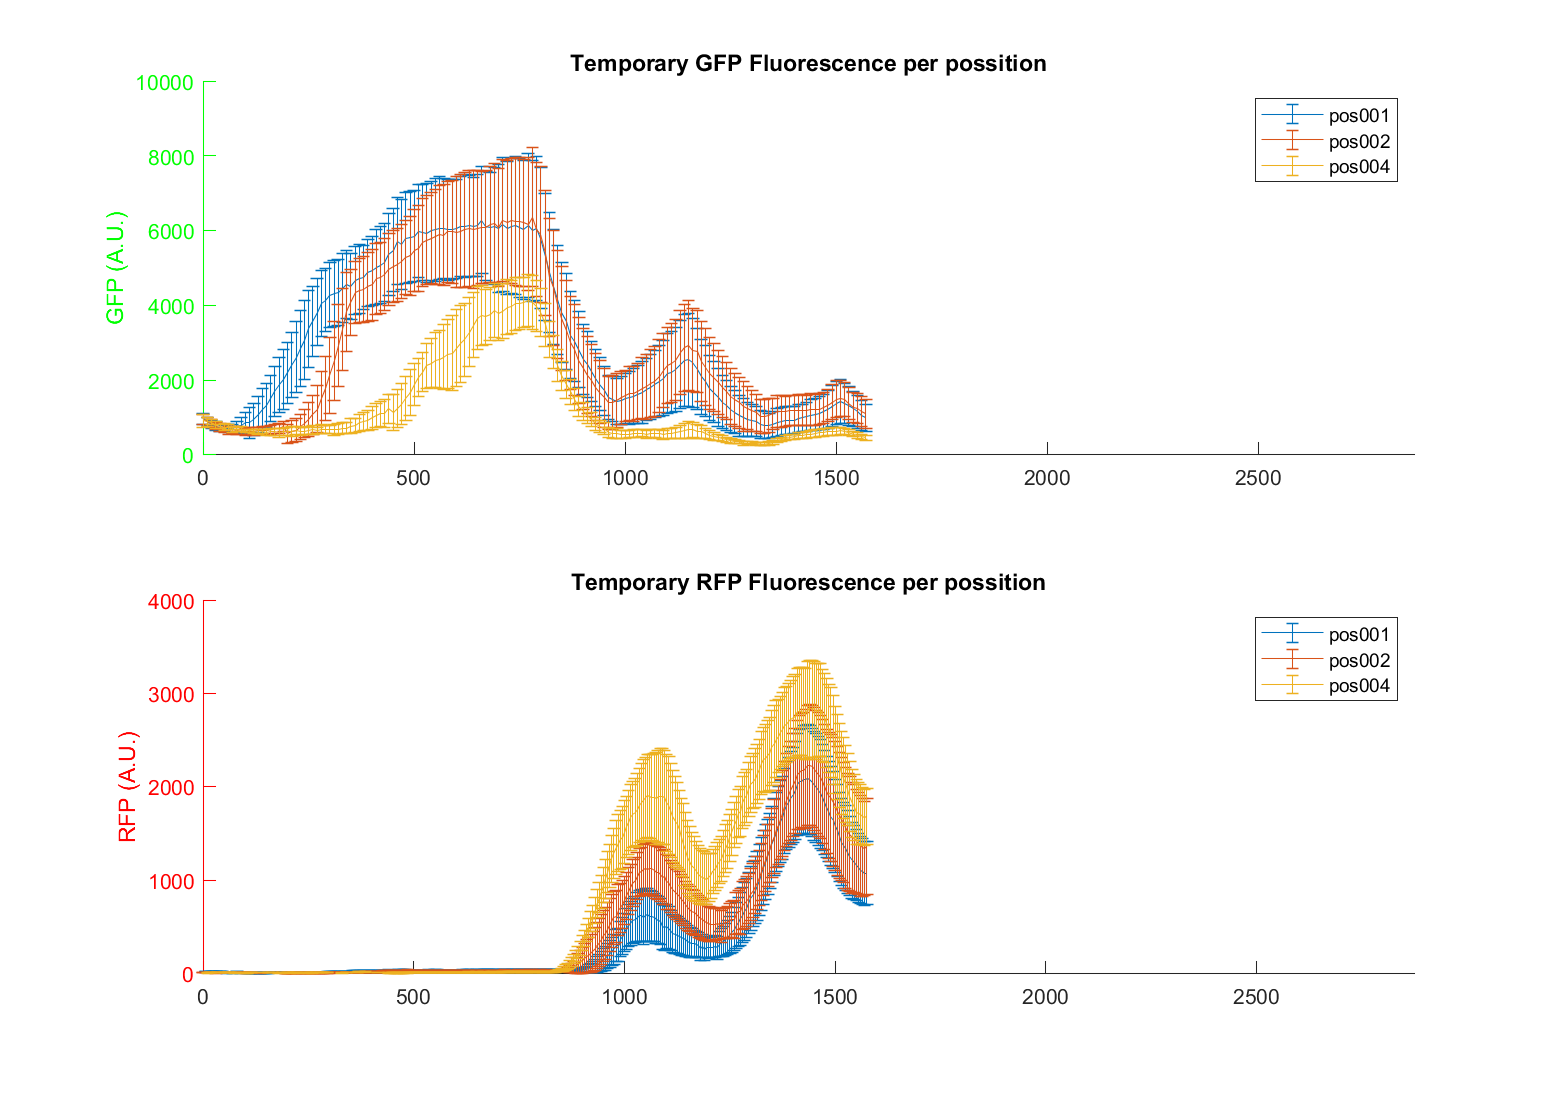 Temporary GFP Fluorescence per possition
GFP (A.U.)
10000
8000
6000
4000
2000
0
0 500 1000 1500 2000 2500
pos001
pos002
pos004
Temporary RFP Fluorescence per possition
RFP (A.U.)
4000
3000
2000
1000
0
0 500 1000 1500 2000 2500
pos001
pos002
pos004